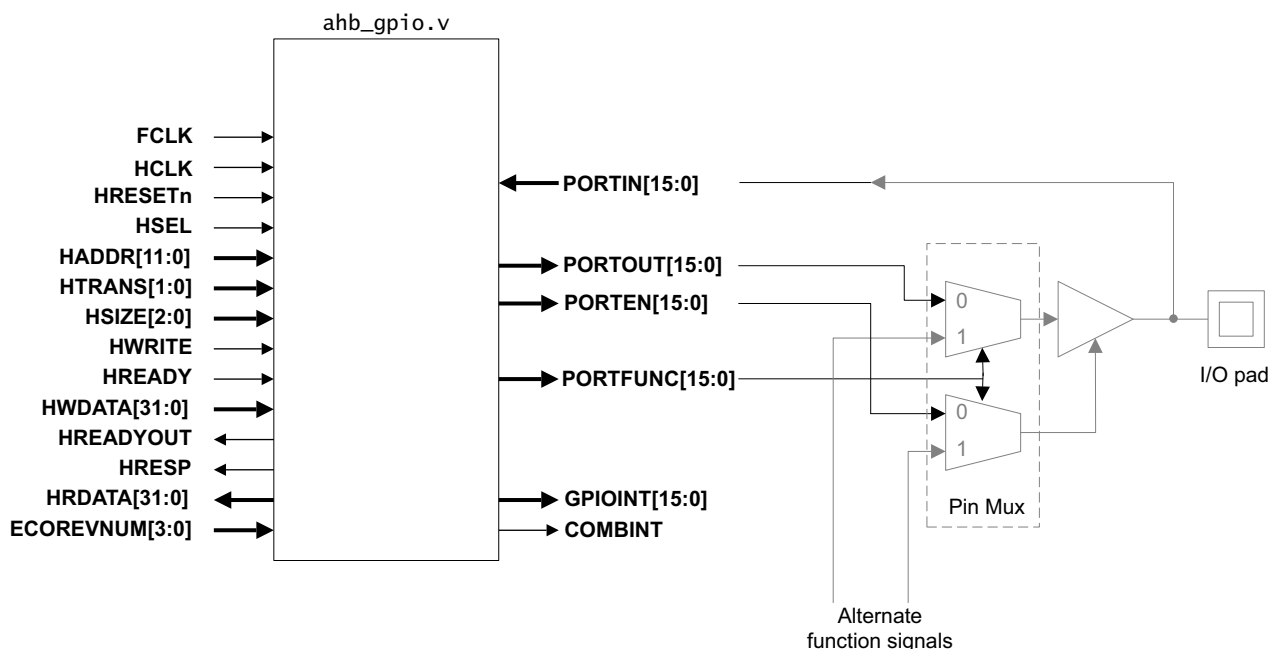 ahb_gpio.v
FCLK
HCLK
HRESETn
HSEL
HADDR[11:0]
HTRANS[1:0]
HSIZE[2:0]
HWRITE
HREADY
HWDATA[31:0]
HREADYOUT
HRESP
HRDATA[31:0]
ECOREVNUM[3:0]
PORTIN[15:0]
PORTOUT[15:0]
PORTEN[15:0]
PORTFUNC[15:0]
GPIOINT[15:0]
COMBINT
0
1
0
1
Pin Mux
I/O pad
Alternate
function signals